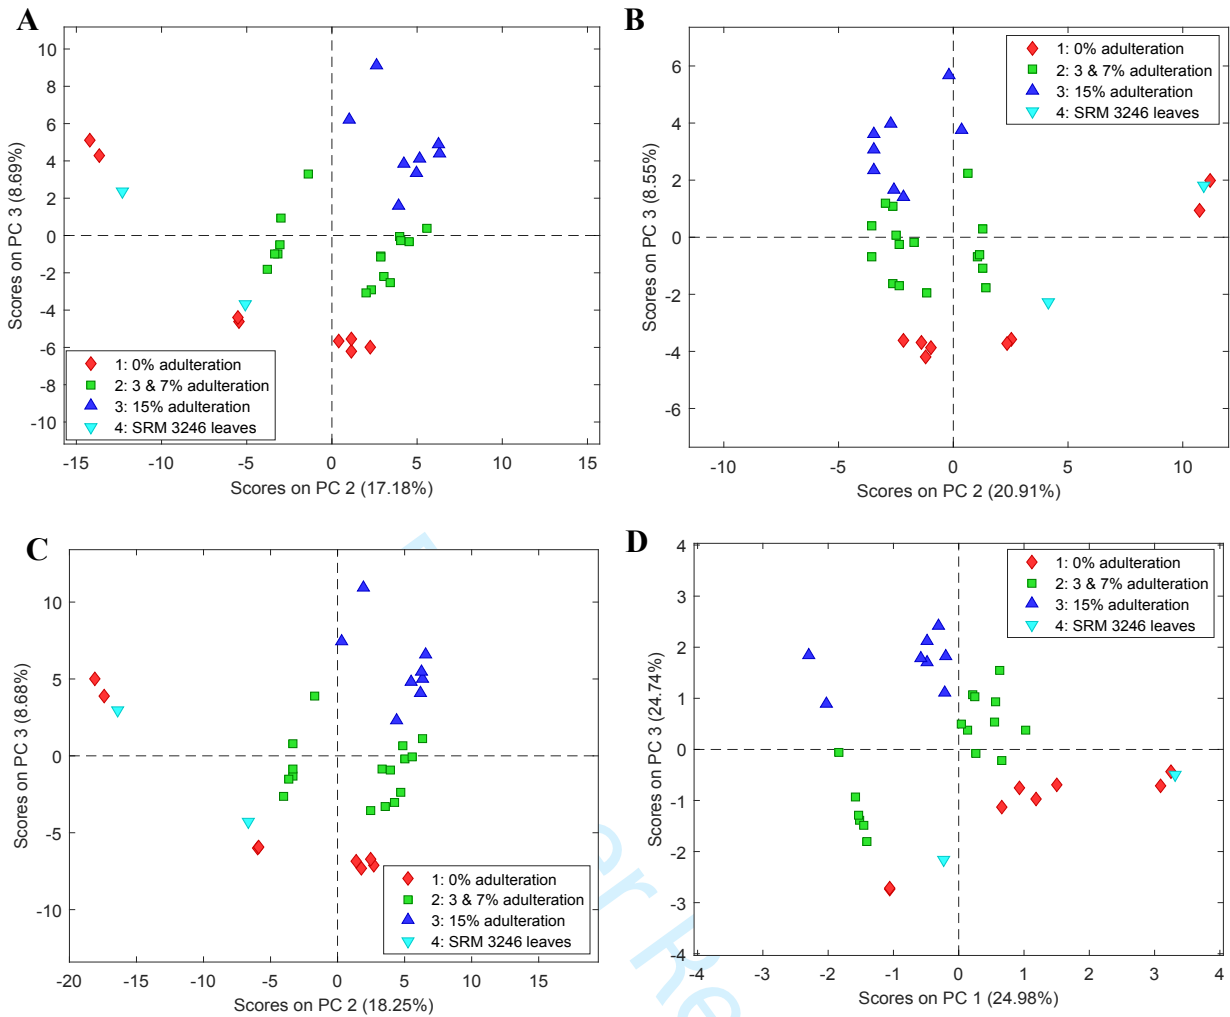 A
10
8
6
4
2
0
-2
-4
-6
-8
-10
Scores on PC 3 (8.69%)
1: 0% adulteration
2: 3 & 7% adulteration
3: 15% adulteration
4: SRM 3246 leaves
-15
-10
-5
0
5
10
15
Scores on PC 2 (17.18%)
B
6
4
2
0
-2
-4
-6
Scores on PC 3 (8.55%)
1: 0% adulteration
2: 3 & 7% adulteration
3: 15% adulteration
4: SRM 3246 leaves
-10
-5
0
5
10
Scores on PC 2 (20.91%)
C
10
5
0
-5
-10
Scores on PC 3 (8.68%)
1: 0% adulteration
2: 3 & 7% adulteration
3: 15% adulteration
4: SRM 3246 leaves
-20
-15
-10
-5
0
5
10
15
Scores on PC 2 (18.25%)
D
4
3
2
1
0
-1
-2
-3
-4
Scores on PC 3 (24.74%)
1: 0% adulteration
2: 3 & 7% adulteration
3: 15% adulteration
4: SRM 3246 leaves
-4
-3
-2
-1
0
1
2
3
4
Scores on PC 1 (24.98%)
er Re